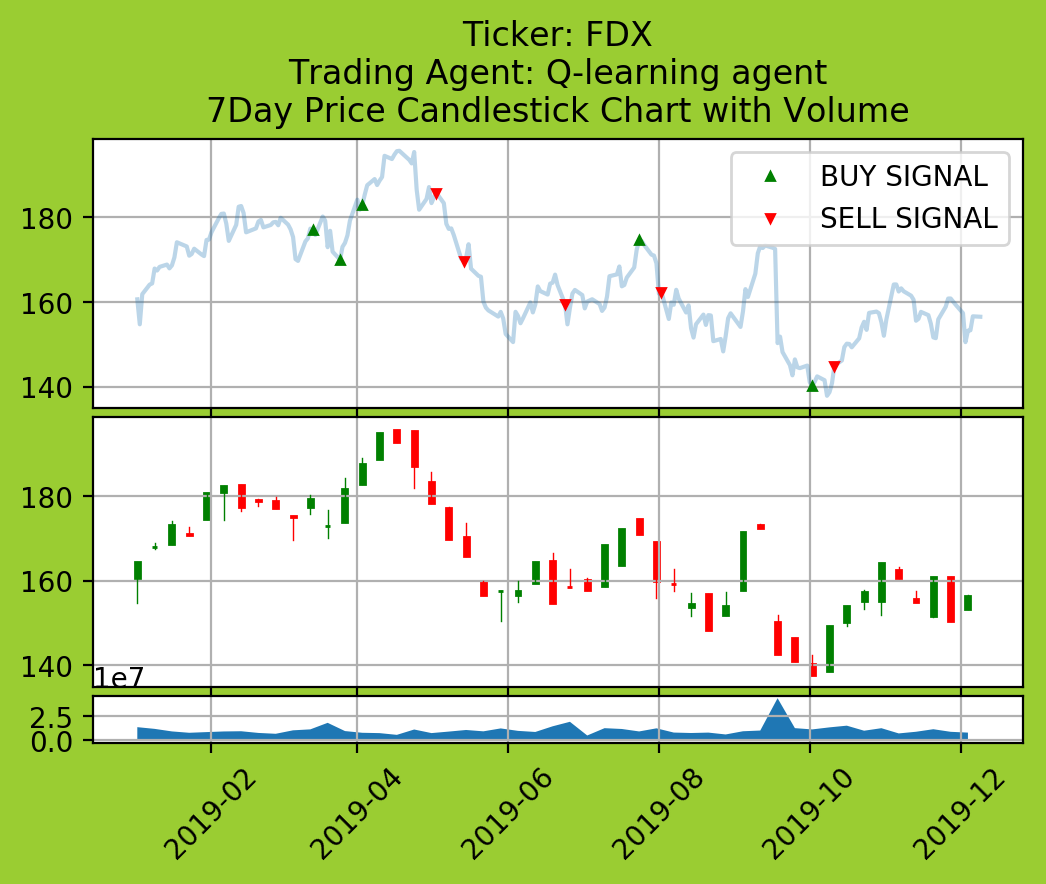 Ticker: FDX
Trading Agent: Q-learning agent
7Day Price Candlestick Chart with Volume
BUY SIGNAL
SELL SIGNAL
180
160
140
180
160
140
1e7
2.5
0.0
2019-02
2019-04
2019-06
2019-08
2019-10
2019-12